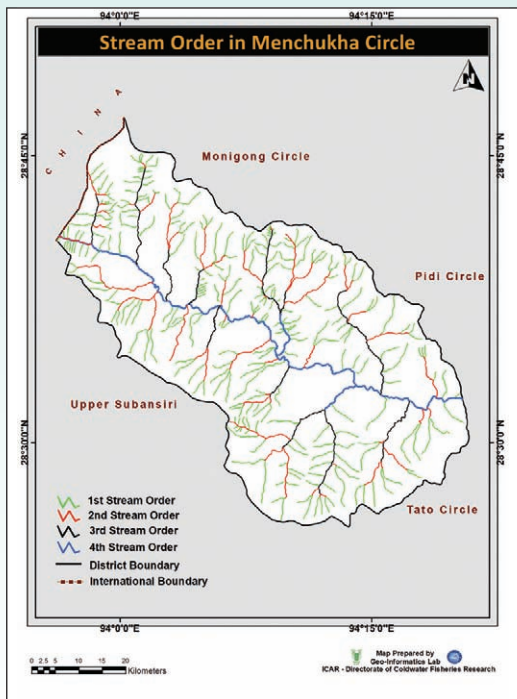 Stream Order in Menchukha Circle
94°0'0"E
94°15'0"E
N
CHINA
28°45'0"N
28°45'0"N
Monigong Circle
Pidi Circle
Upper Subansiri
28°30'0"N
28°30'0"N
Tato Circle
1st Stream Order
2nd Stream Order
3rd Stream Order
4th Stream Order
District Boundary
International Boundary
94°0'0"E
94°15'0"E
0 2.5 5 10 15 20
Kilometers
Map Prepared by
Geo-Informatics Lab
ICAR - Directorate of Coldwater Fisheries Research